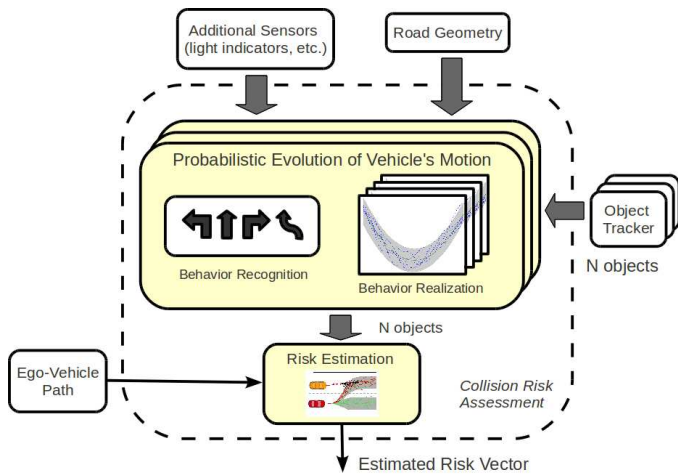 Additional Sensors
(light indicators, etc.)
Road Geometry
Probabilistic Evolution of Vehicle's Motion
Behavior Recognition
Behavior Realization
Object
Tracker
N objects
N objects
Risk Estimation
Ego-Vehicle
Path
Collision Risk
Assessment
Estimated Risk Vector